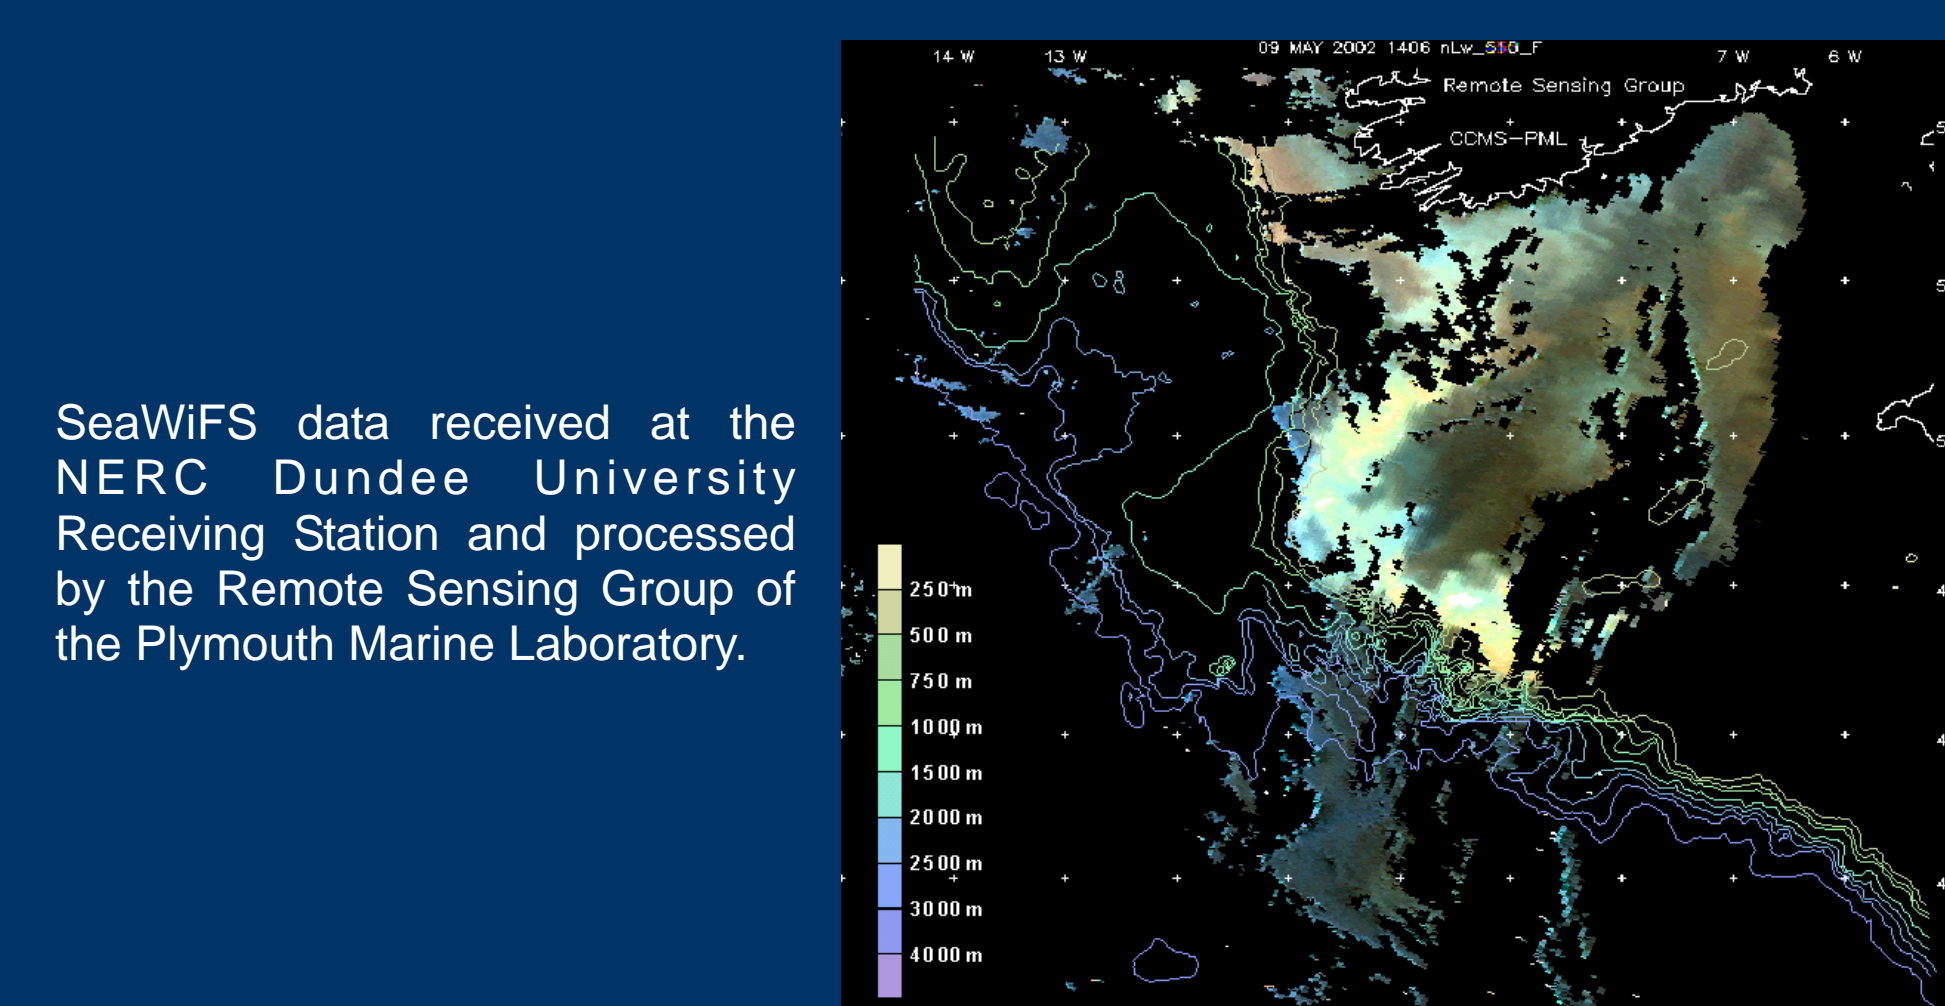 SeaWiFS data received at the
NERC Dundee University
Receiving Station and processed
by the Remote Sensing Group of
the Plymouth Marine Laboratory.
09 MAY 2002 1406 nLw_
14 W
13 W
7 W
6 W
Remote Sensing Group
CCMS-PML
250 m
500 m
750 m
1000 m
1500 m
2000 m
2500 m
3000 m
4000 m